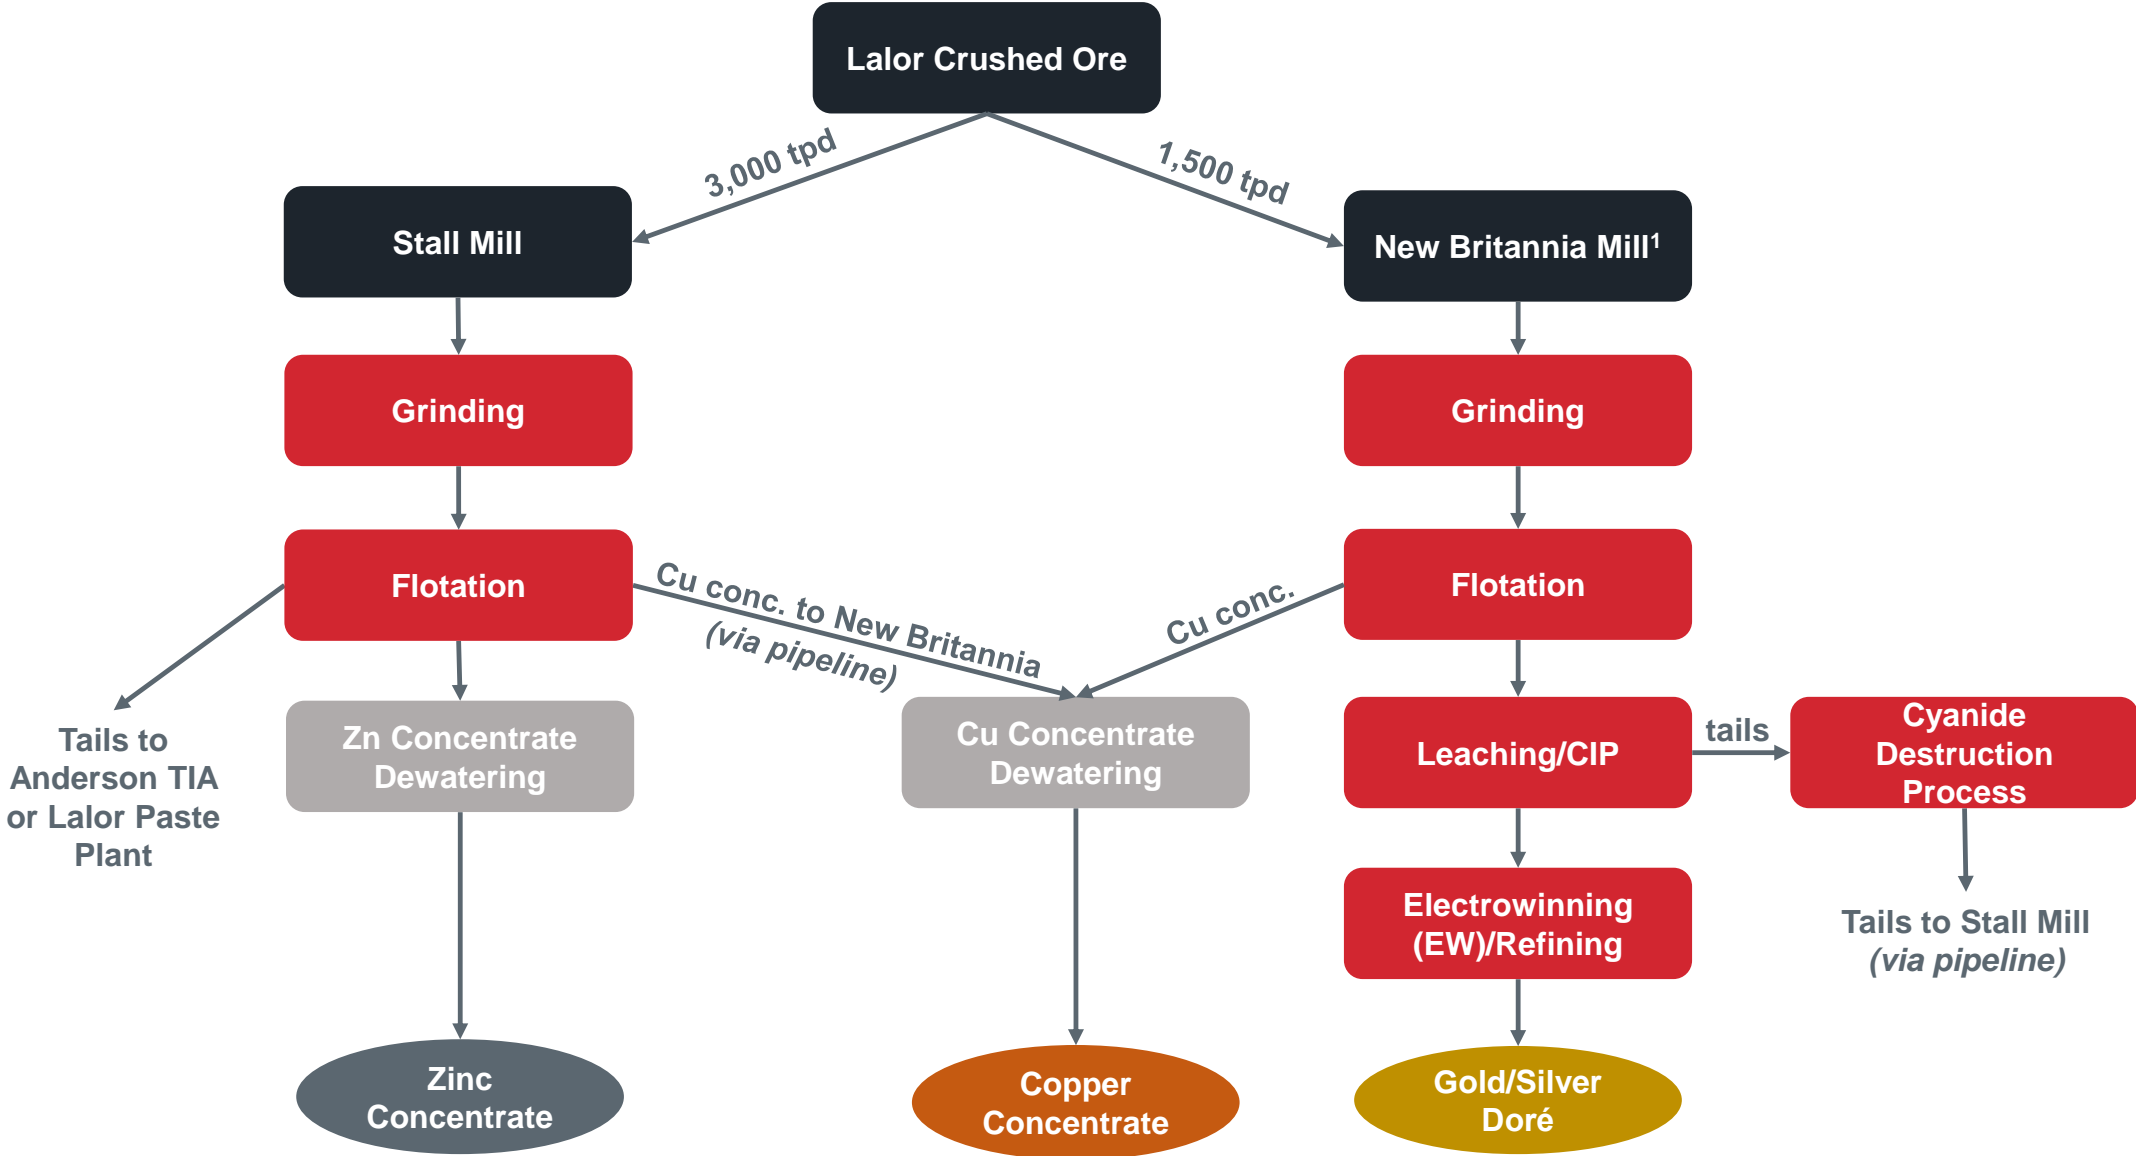 Lalor Crushed Ore
3,000 tpd
1,500 tpd
Stall Mill
New Britannia Mill¹
Grinding
Grinding
Flotation
Flotation
Cu conc. to New Britannia
(via pipeline)
Cu conc.
Tails to
Anderson TIA
or Lalor Paste
Plant
Zn Concentrate
Dewatering
Cu Concentrate
Dewatering
Leaching/CIP
tails
Cyanide
Destruction
Process
Electrowinning
(EW)/Refining
Tails to Stall Mill
(via pipeline)
Zinc
Concentrate
Copper
Concentrate
Gold/Silver
Doré